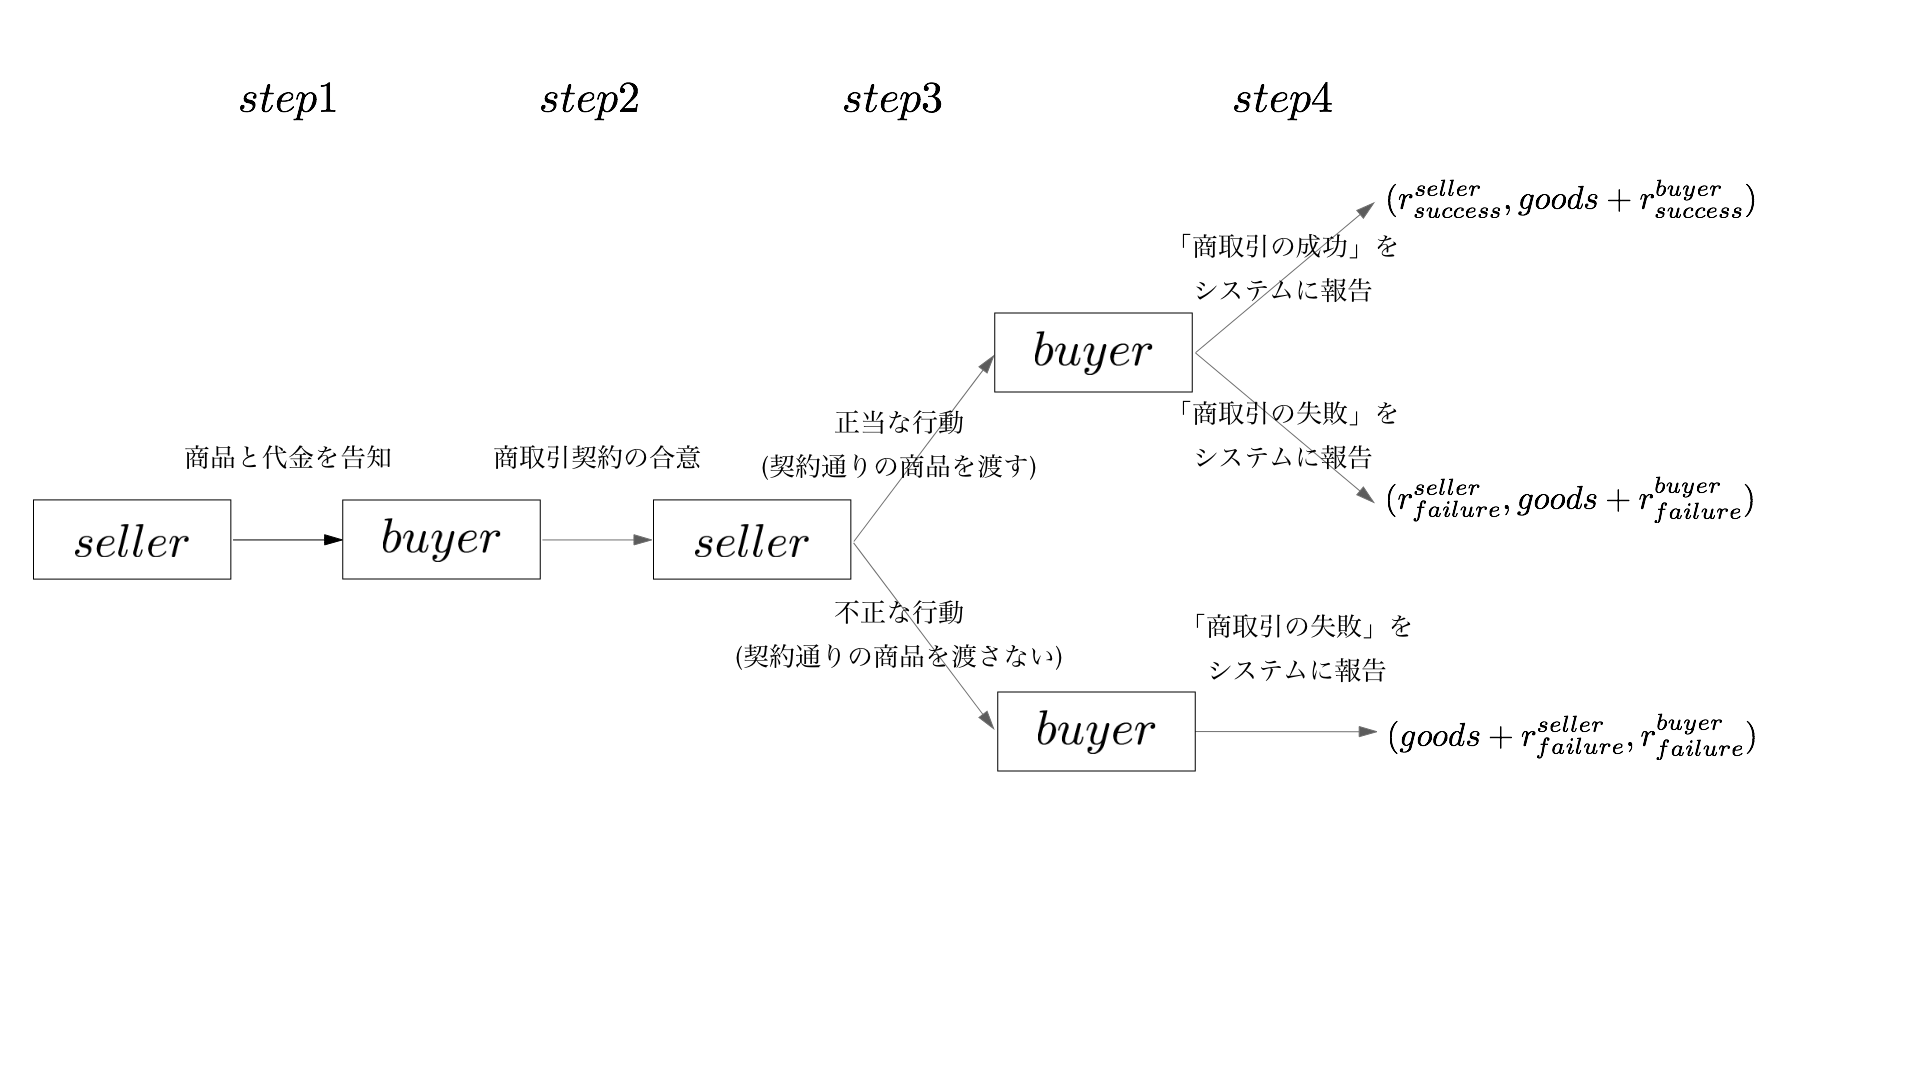 step1
step2
step3
step4
(r_{success}^{seller}, goods + r_{success}^{buyer})
「商取引の成功」を
システムに報告
buyer
正当な行動
(契約通りの商品を渡す)
「商取引の失敗」を
システムに報告
(r_{failure}^{seller}, goods + r_{failure}^{buyer})
商品と代金を告知
商取引契約の合意
seller
buyer
seller
不正な行動
(契約通りの商品を渡さない)
「商取引の失敗」を
システムに報告
buyer
(goods + r_{failure}^{seller}, r_{failure}^{buyer})